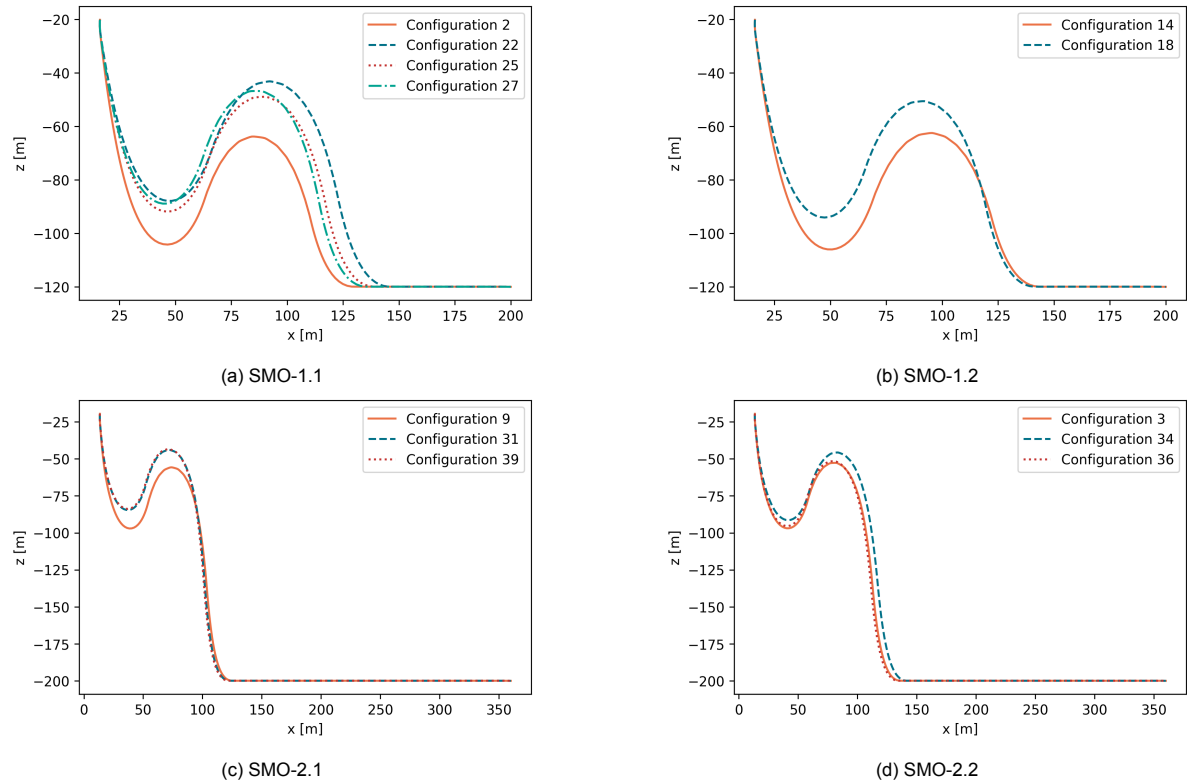 Configuration 2
Configuration 22
Configuration 25
Configuration 27
−20
−40
−60
−80
−100
−120
z [m]
25 50 75 100 125 150 175 200
x [m]
(a) SMO-1.1
Configuration 14
Configuration 18
−20
−40
−60
−80
−100
−120
z [m]
25 50 75 100 125 150 175 200
x [m]
(b) SMO-1.2
Configuration 9
Configuration 31
Configuration 39
−25
−50
−75
−100
−125
−150
−175
−200
z [m]
0 50 100 150 200 250 300 350
x [m]
(c) SMO-2.1
Configuration 3
Configuration 34
Configuration 36
−25
−50
−75
−100
−125
−150
−175
−200
z [m]
0 50 100 150 200 250 300 350
x [m]
(d) SMO-2.2